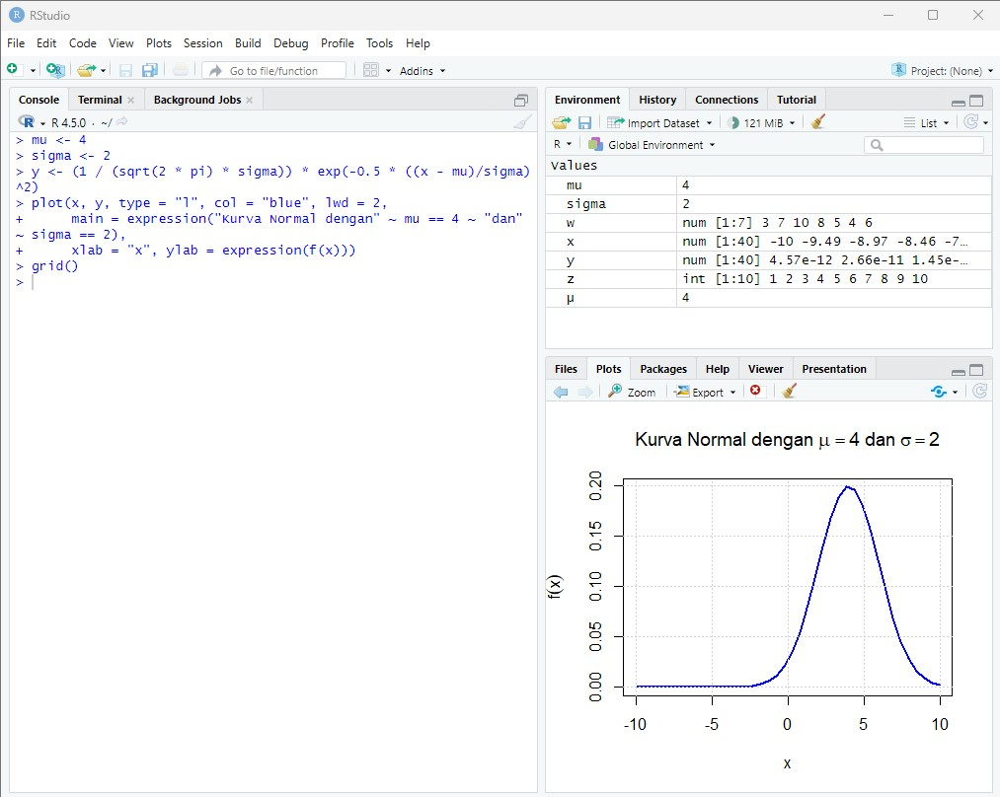 RStudio
File Edit Code View Plots Session Build Debug Profile Tools Help
Go to file/function Addins Project: (None)
Console Terminal Background Jobs
R 4.5.0 · ~/
> mu <- 4
> sigma <- 2
> y <- (1 / (sqrt(2 * pi) * sigma)) * exp(-0.5 * ((x - mu)/sigma)
^2)
> plot(x, y, type = "l", col = "blue", lwd = 2,
+      main = expression("Kurva Normal dengan" ~ mu == 4 ~ "dan"
~ sigma == 2),
+      xlab = "x", ylab = expression(f(x)))
> grid()
>
Environment History Connections Tutorial
Import Dataset 121 MiB List
R Global Environment
Values
mu 4
sigma 2
w num [1:7] 3 7 10 8 5 4 6
x num [1:40] -10 -9.49 -8.97 -8.46 -7…
y num [1:40] 4.57e-12 2.66e-11 1.45e-…
z int [1:10] 1 2 3 4 5 6 7 8 9 10
µ 4
Files Plots Packages Help Viewer Presentation
Zoom Export
Kurva Normal dengan μ = 4 dan σ = 2
f(x)
0.20
0.15
0.10
0.05
0.00
-10 -5 0 5 10
x